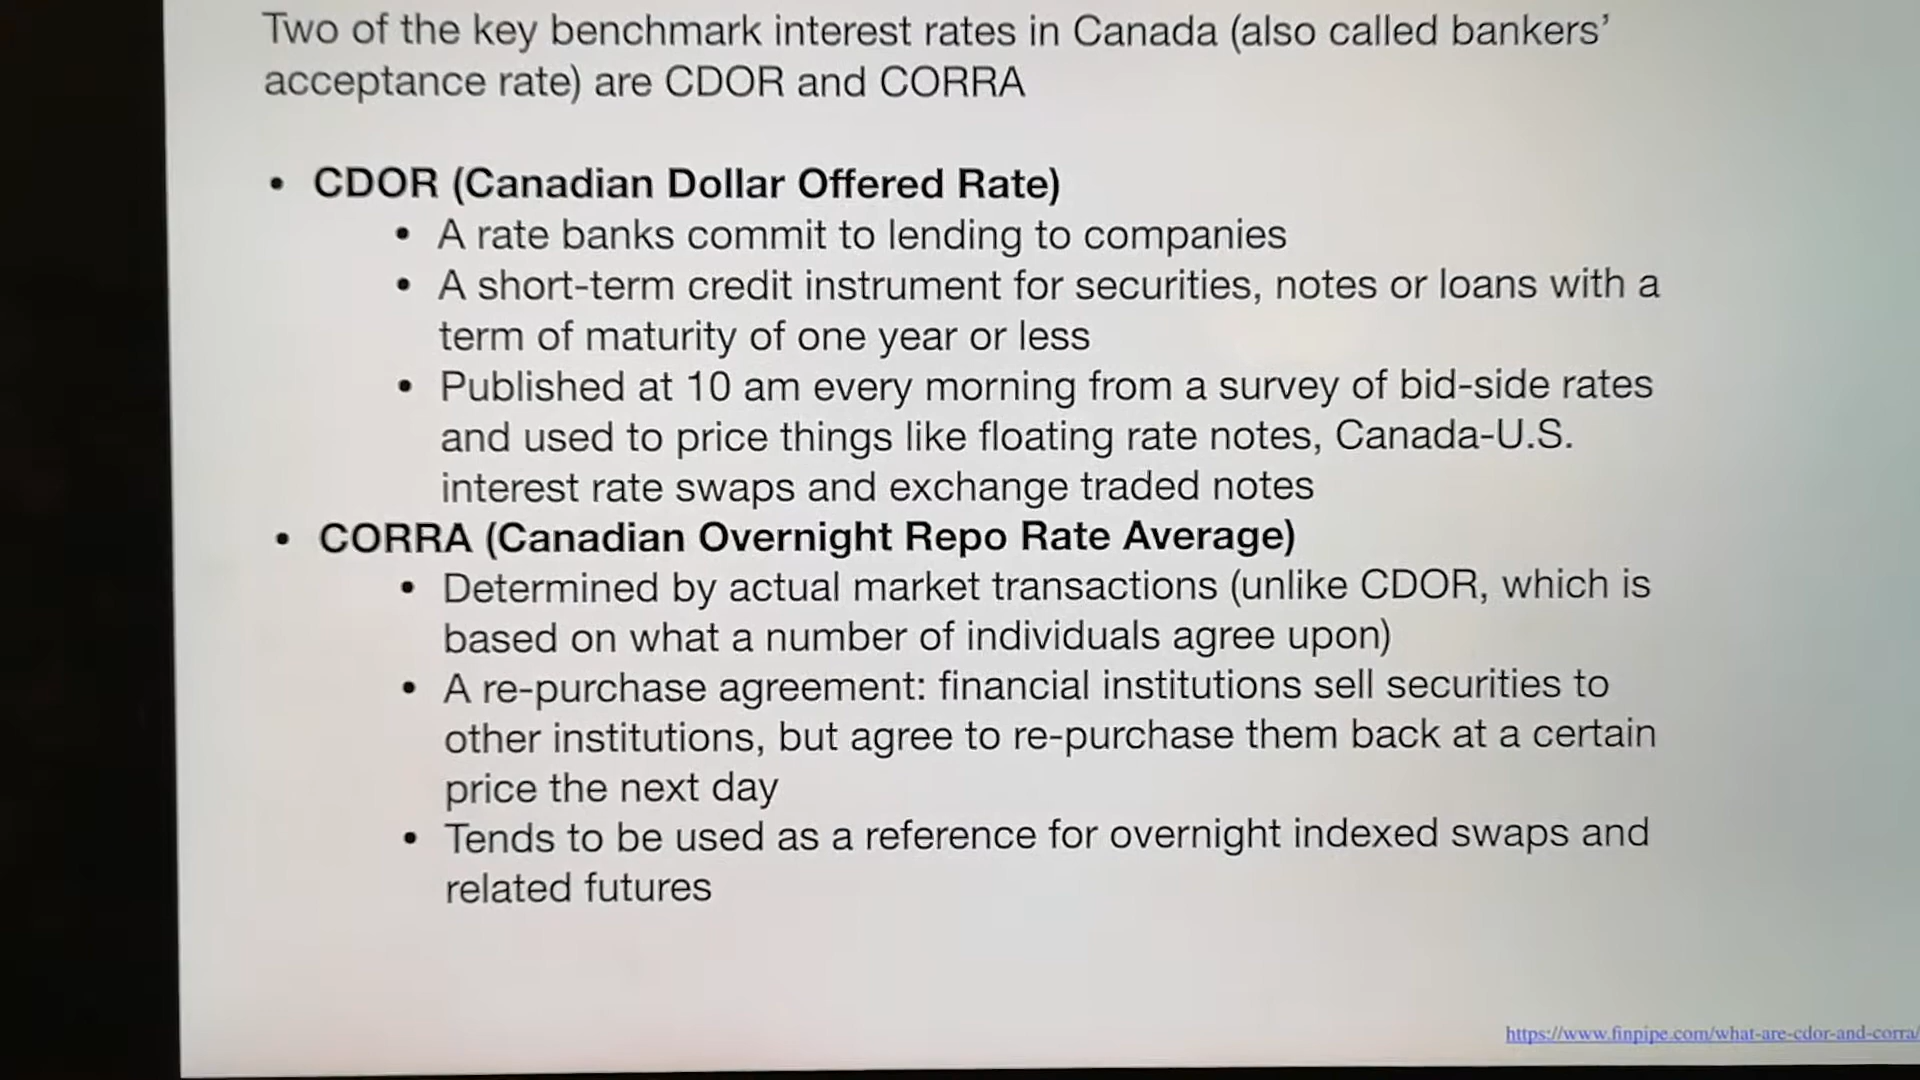 Two of the key benchmark interest rates in Canada (also called bankers’
acceptance rate) are CDOR and CORRA
• CDOR (Canadian Dollar Offered Rate)
• A rate banks commit to lending to companies
• A short-term credit instrument for securities, notes or loans with a
term of maturity of one year or less
• Published at 10 am every morning from a survey of bid-side rates
and used to price things like floating rate notes, Canada-U.S.
interest rate swaps and exchange traded notes
• CORRA (Canadian Overnight Repo Rate Average)
• Determined by actual market transactions (unlike CDOR, which is
based on what a number of individuals agree upon)
• A re-purchase agreement: financial institutions sell securities to
other institutions, but agree to re-purchase them back at a certain
price the next day
• Tends to be used as a reference for overnight indexed swaps and
related futures
https://www.finpipe.com/what-are-cdor-and-corra/